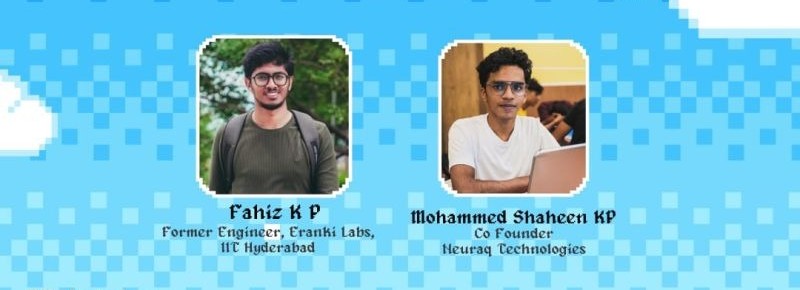 Fahiz K P
Former Engineer, Eranki Labs,
IIT Hyderabad
Mohammed Shaheen KP
Co Founder
Neuraq Technologies